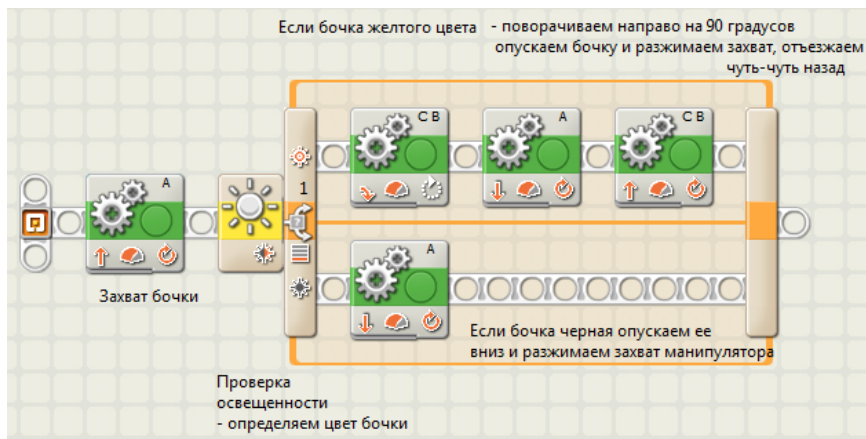 Если бочка желтого цвета - поворачиваем направо на 90 градусов
опускаем бочку и разжимаем захват, отъезжаем
чуть-чуть назад
C B
A
C B
A
1
A
Захват бочки
Если бочка черная опускаем ее
вниз и разжимаем захват манипулятора
Проверка
освещенности
- определяем цвет бочки